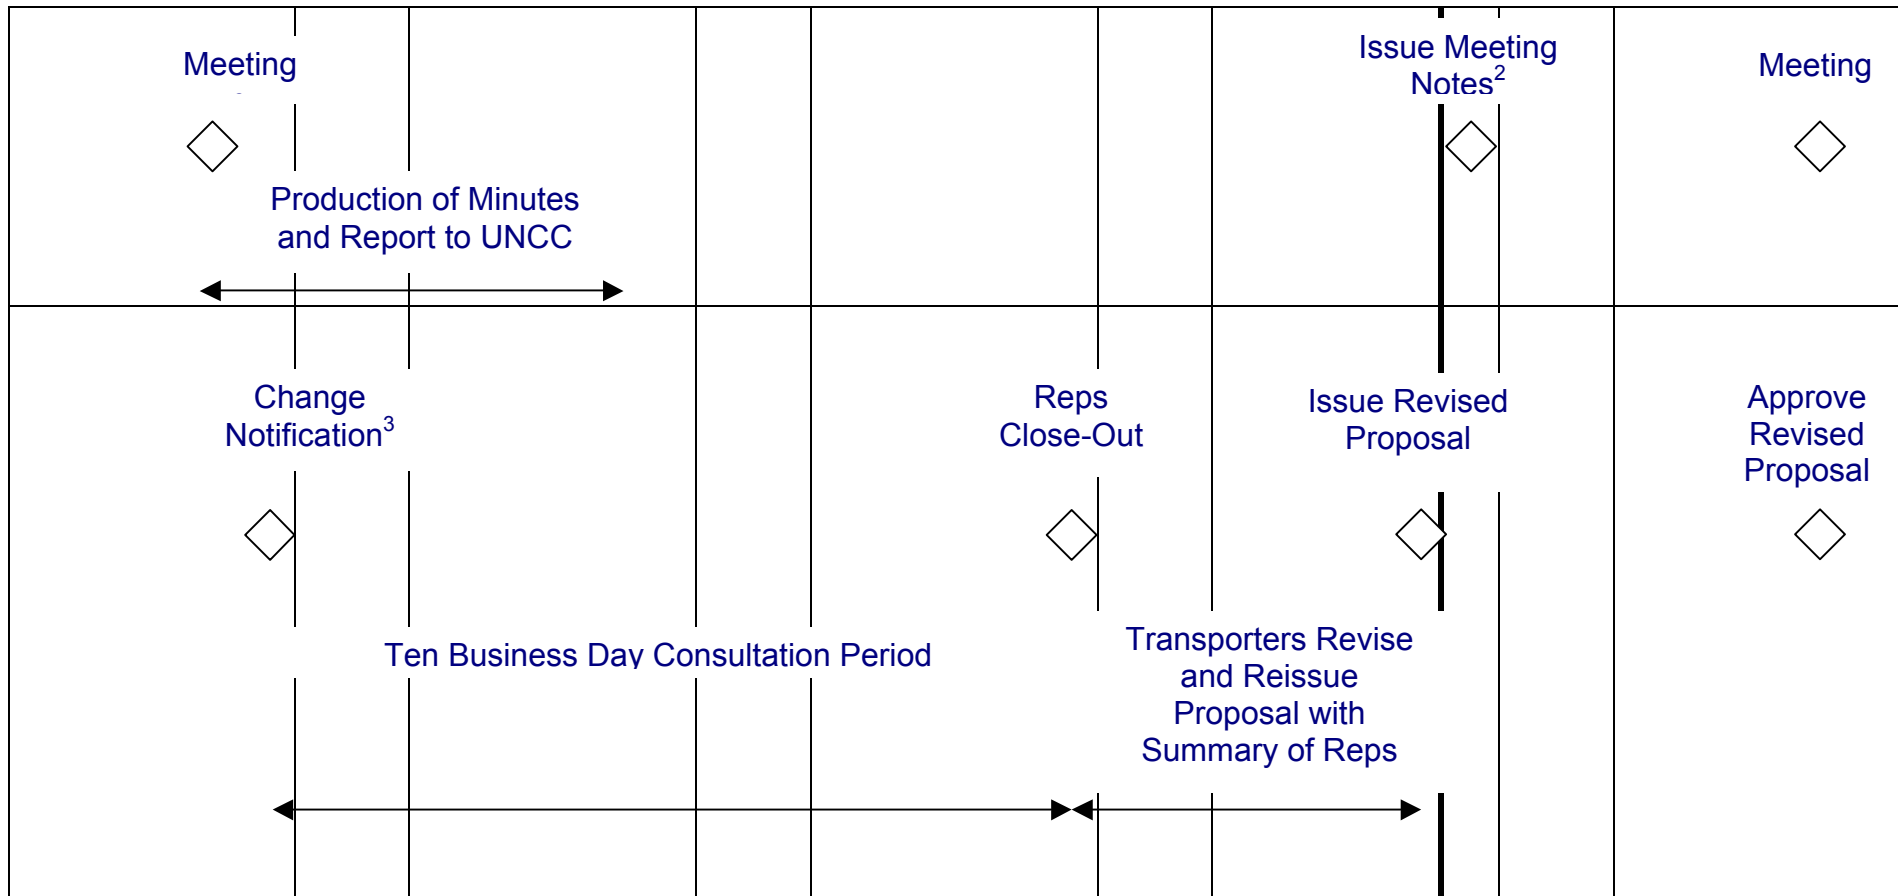 Meeting
Issue Meeting
Notes²
Meeting
Production of Minutes
and Report to UNCC
Change
Notification³
Reps
Close-Out
Issue Revised
Proposal
Approve
Revised
Proposal
Ten Business Day Consultation Period
Transporters Revise
and Reissue
Proposal with
Summary of Reps